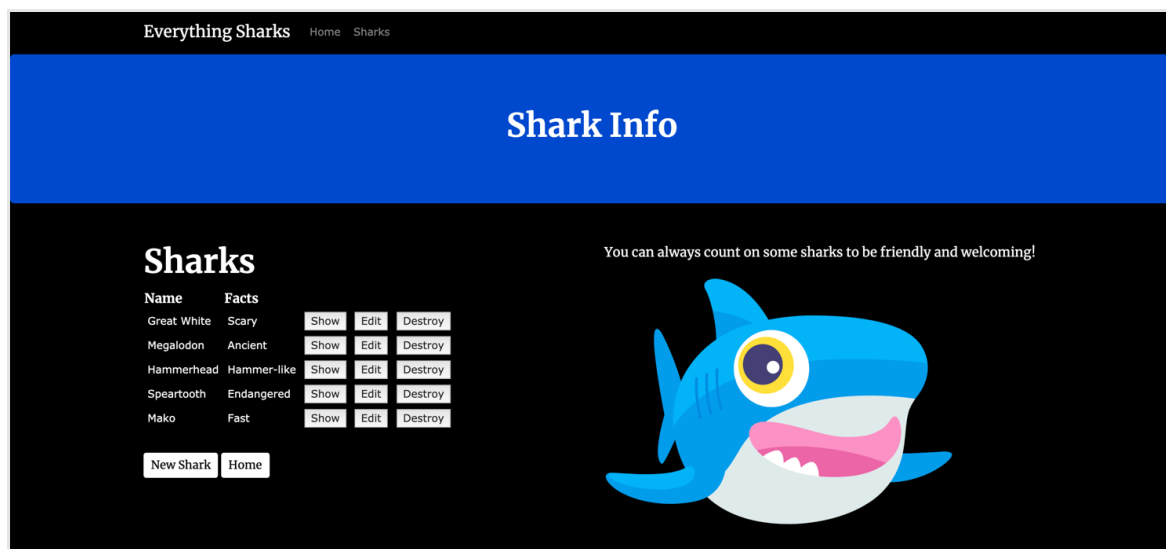 Everything Sharks Home Sharks
Shark Info
Sharks
Name Facts
Great White Scary Show Edit Destroy
Megalodon Ancient Show Edit Destroy
Hammerhead Hammer-like Show Edit Destroy
Speartooth Endangered Show Edit Destroy
Mako Fast Show Edit Destroy
New Shark Home
You can always count on some sharks to be friendly and welcoming!